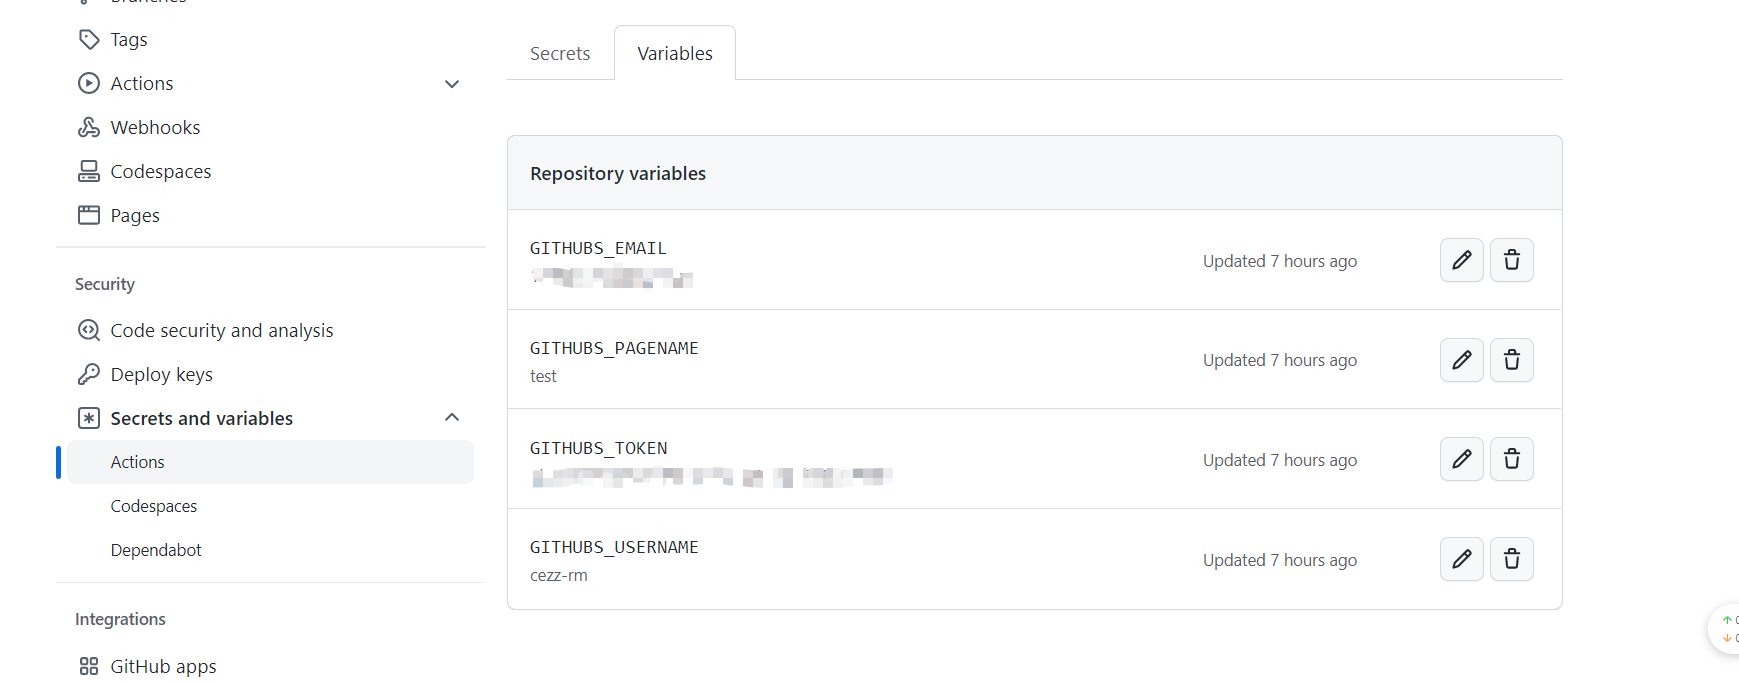 Branches
Tags
Actions
Webhooks
Codespaces
Pages
Security
Code security and analysis
Deploy keys
Secrets and variables
Actions
Codespaces
Dependabot
Integrations
GitHub apps
Secrets
Variables
Repository variables
GITHUBS_EMAIL
Updated 7 hours ago
GITHUBS_PAGENAME
test
Updated 7 hours ago
GITHUBS_TOKEN
Updated 7 hours ago
GITHUBS_USERNAME
cezz-rm
Updated 7 hours ago